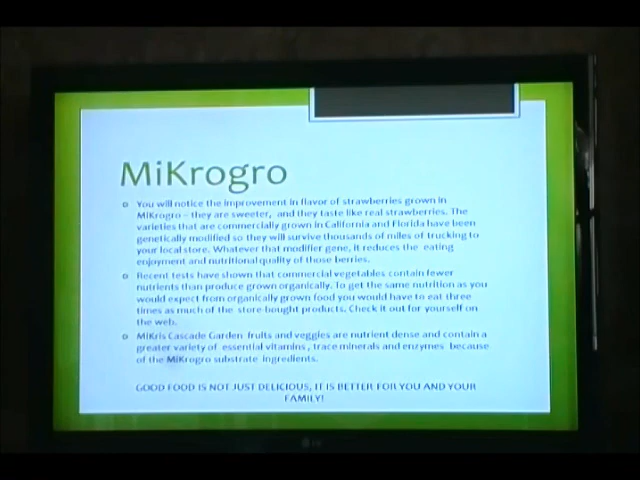 MiKrogro
You will notice the improvement in flavor of strawberries grown in
MiKrogro – they are sweeter, and they taste like real strawberries. The
varieties that are commercially grown in California and Florida have been
genetically modified so they will survive thousands of miles of trucking to
your local store. Whatever that modifier gene, it reduces the eating
enjoyment and nutritional quality of those berries.
Recent tests have shown that commercial vegetables contain fewer
nutrients than produce grown organically. To get the same nutrition as you
would expect from organically grown food you would have to eat three
times as much of the store bought products. Check it out for yourself on
the web.
MiKris Cascade Garden fruits and veggies are nutrient dense and contain a
greater variety of essential vitamins, trace minerals and enzymes because
of the MiKrogro substrate ingredients.
GOOD FOOD IS NOT JUST DELICIOUS, IT IS BETTER FOR YOU AND YOUR
FAMILY!
LG